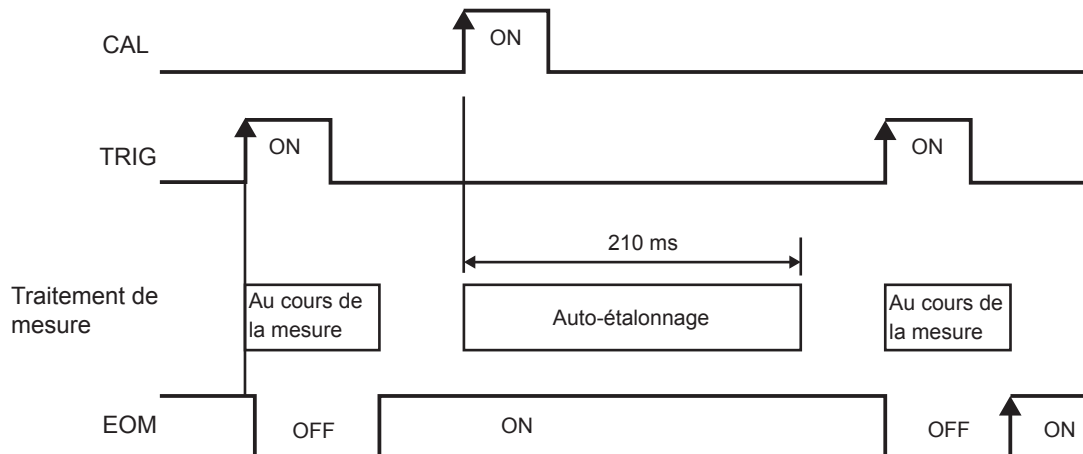 CAL
ON
TRIG
ON
ON
210 ms
Traitement de
mesure
Au cours de
la mesure
Auto-étalonnage
Au cours de
la mesure
EOM
OFF
ON
OFF
ON